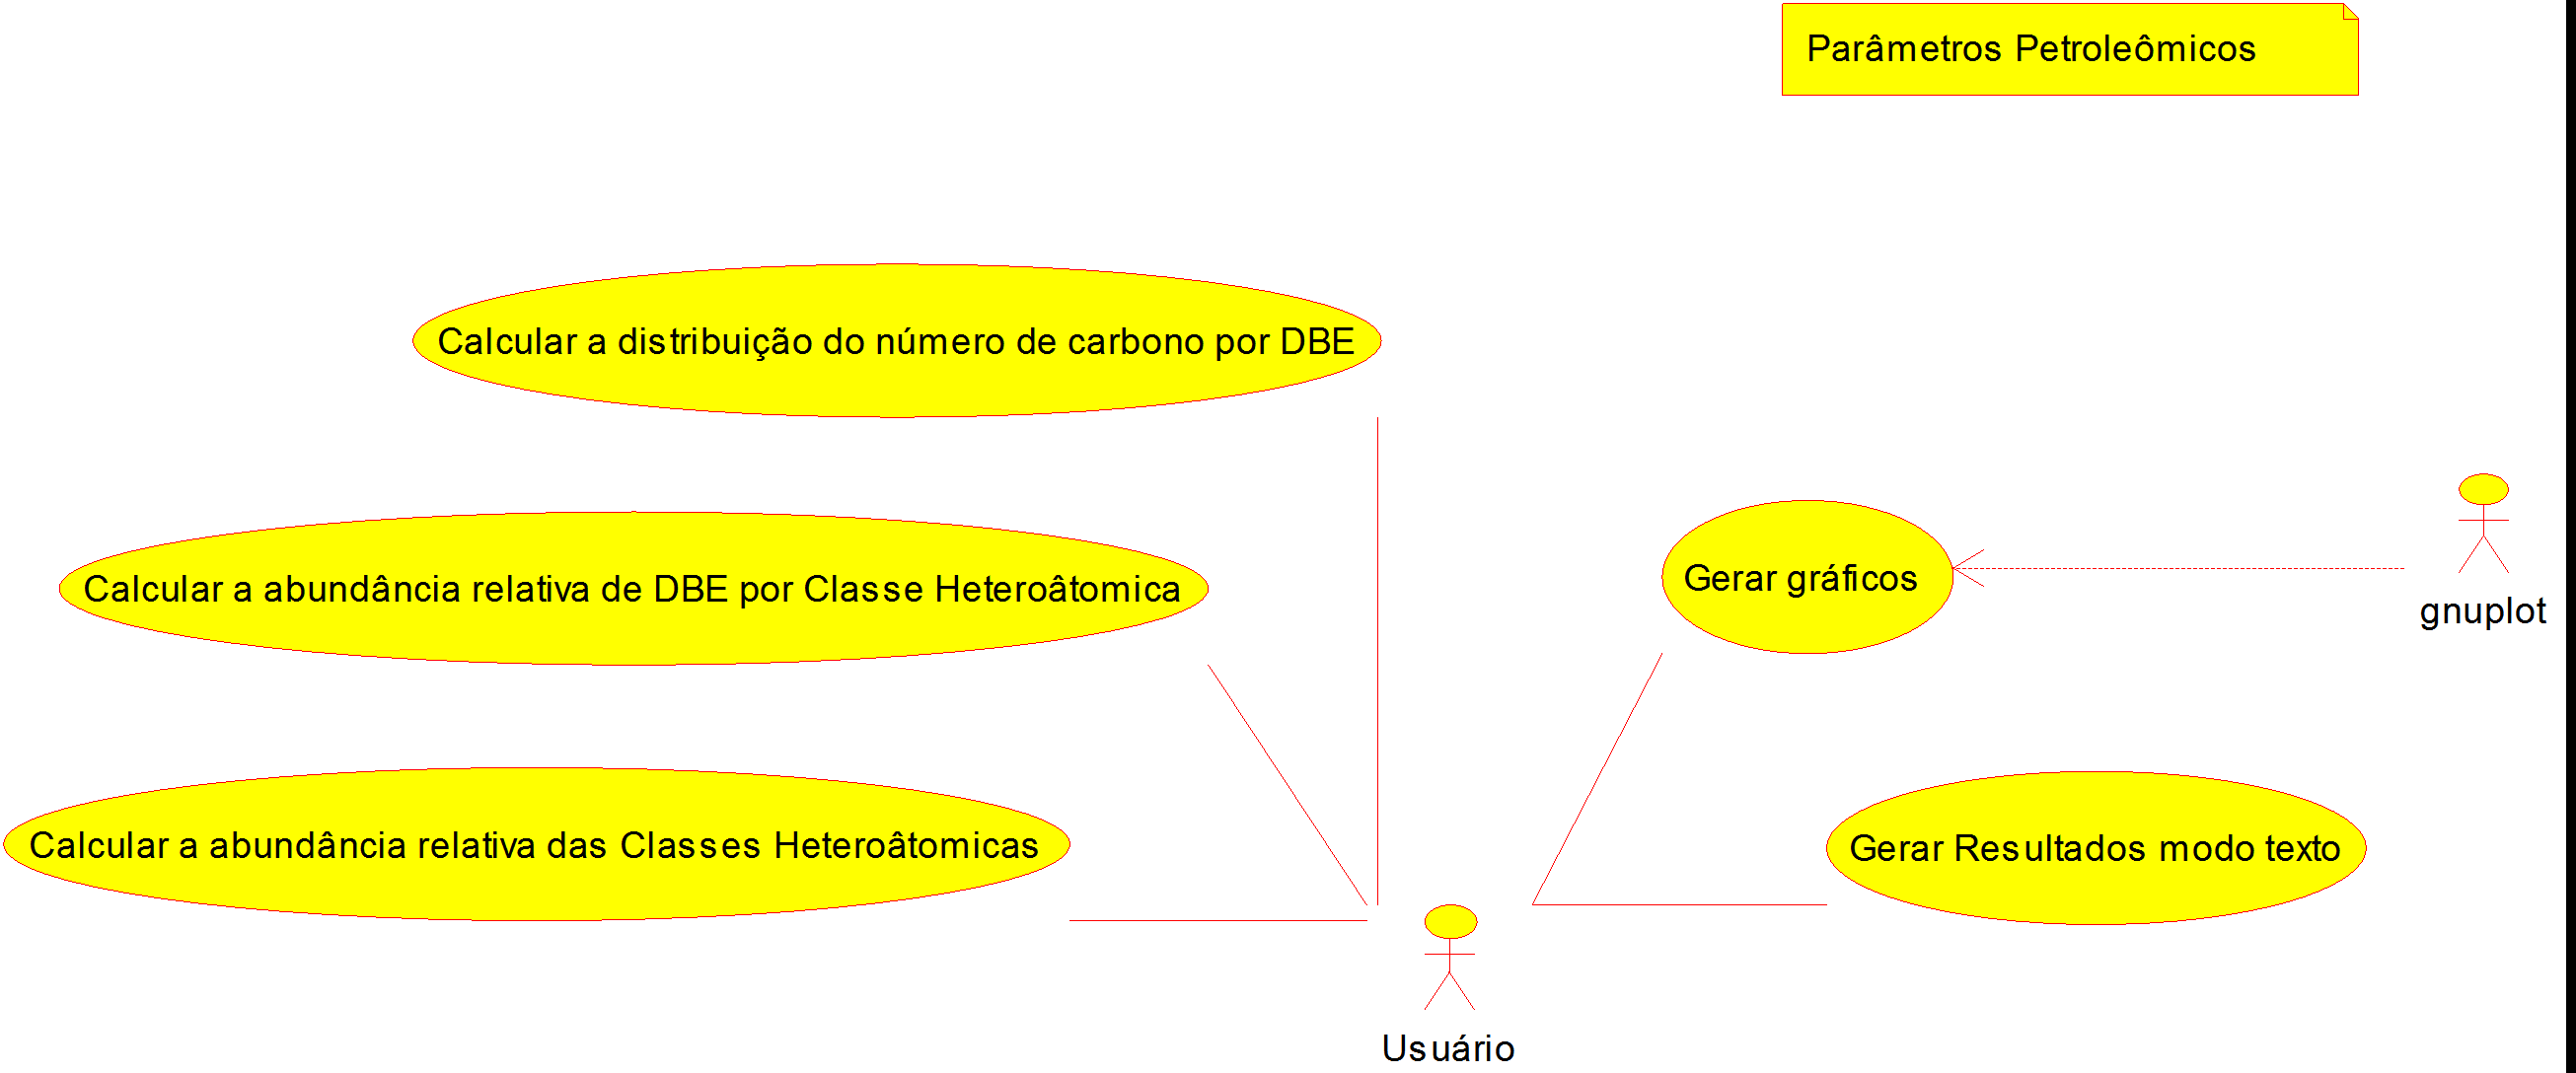 Parâmetros Petroleômicos
Calcular a distribuição do número de carbono por DBE
Calcular a abundância relativa de DBE por Classe Heteroâtomica
Gerar gráficos
gnuplot
Calcular a abundância relativa das Classes Heteroâtomicas
Gerar Resultados modo texto
Usuário